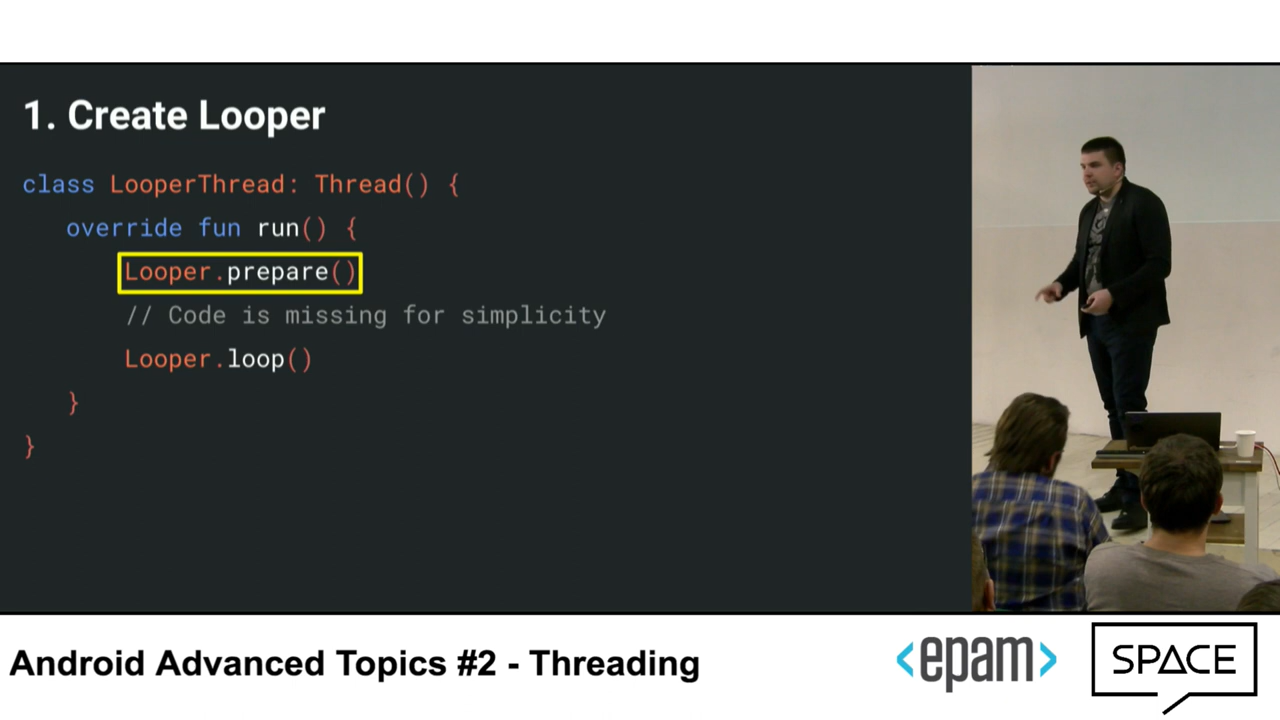 1. Create Looper
class LooperThread: Thread() {
override fun run() {
Looper.prepare()
// Code is missing for simplicity
Looper.loop()
}
}
Android Advanced Topics #2 - Threading
<epam>
SPACE